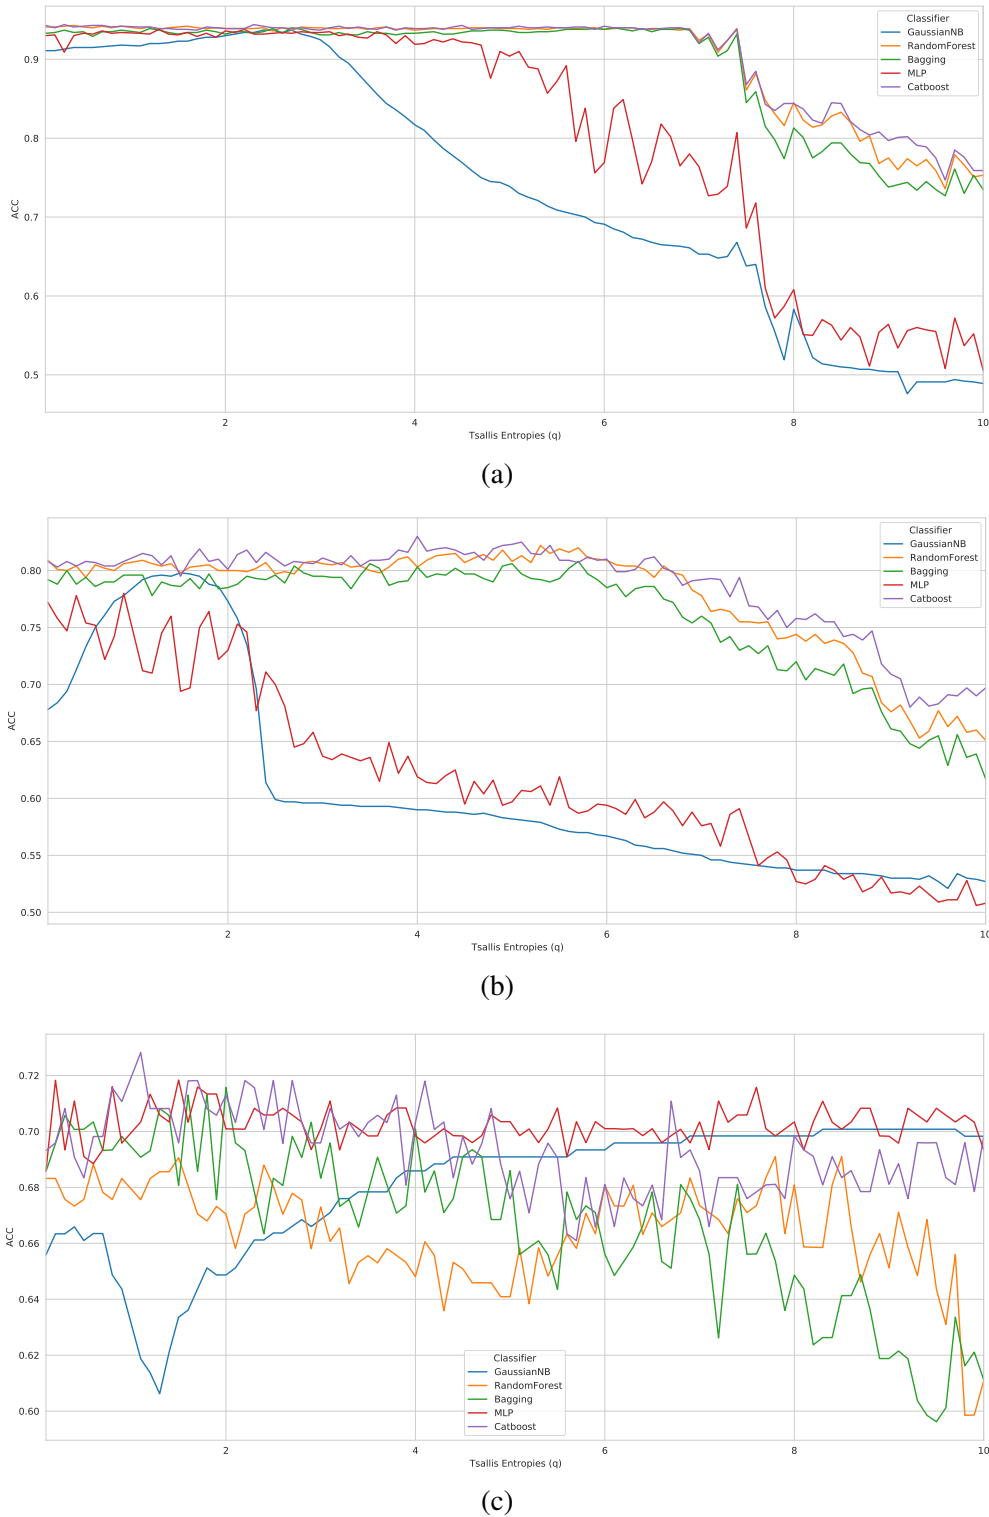 Classifier
GaussianNB
RandomForest
Bagging
MLP
Catboost
0.9
0.8
0.7
0.6
0.5
ACC
2 4 6 8 10
Tsallis Entropies (q)
(a)
Classifier
GaussianNB
RandomForest
Bagging
MLP
Catboost
0.80
0.75
0.70
0.65
0.60
0.55
0.50
ACC
2 4 6 8 10
Tsallis Entropies (q)
(b)
0.72
0.70
0.68
0.66
0.64
0.62
0.60
ACC
Classifier
GaussianNB
RandomForest
Bagging
MLP
Catboost
2 4 6 8 10
Tsallis Entropies (q)
(c)